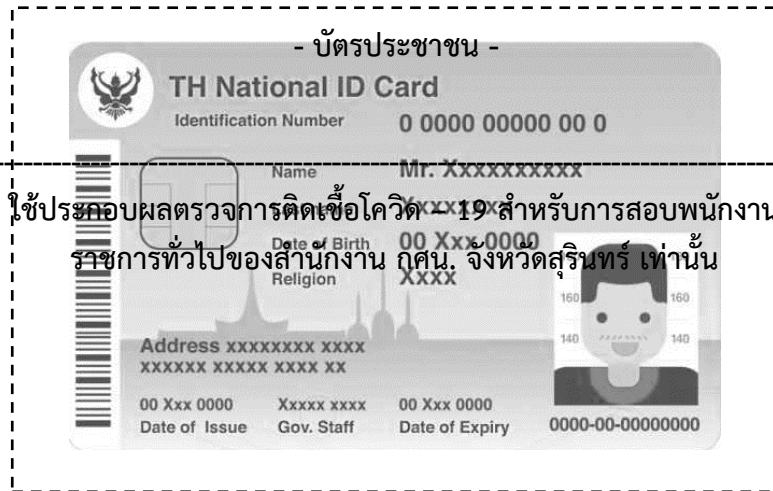 - บัตรประชาชน -
TH National ID Card
Identification Number 0 0000 00000 00 0
Name Mr. Xxxxxxxxxx
ใช้ประกอบผลตรวจการติดเชื้อโควิด – 19 สำหรับการสอบพนักงาน
Date of Birth 00 Xxx 0000
ราชการทั่วไปของสำนักงาน กศน. จังหวัดสุรินทร์ เท่านั้น
Religion Xxxx
160 160
140 140
Address xxxxxxxx xxxx
xxxxxx xxxxx xxxx xx
00 Xxx 0000 Xxxxx xxxx 00 Xxx 0000
Date of Issue Gov. Staff Date of Expiry 0000-00-00000000